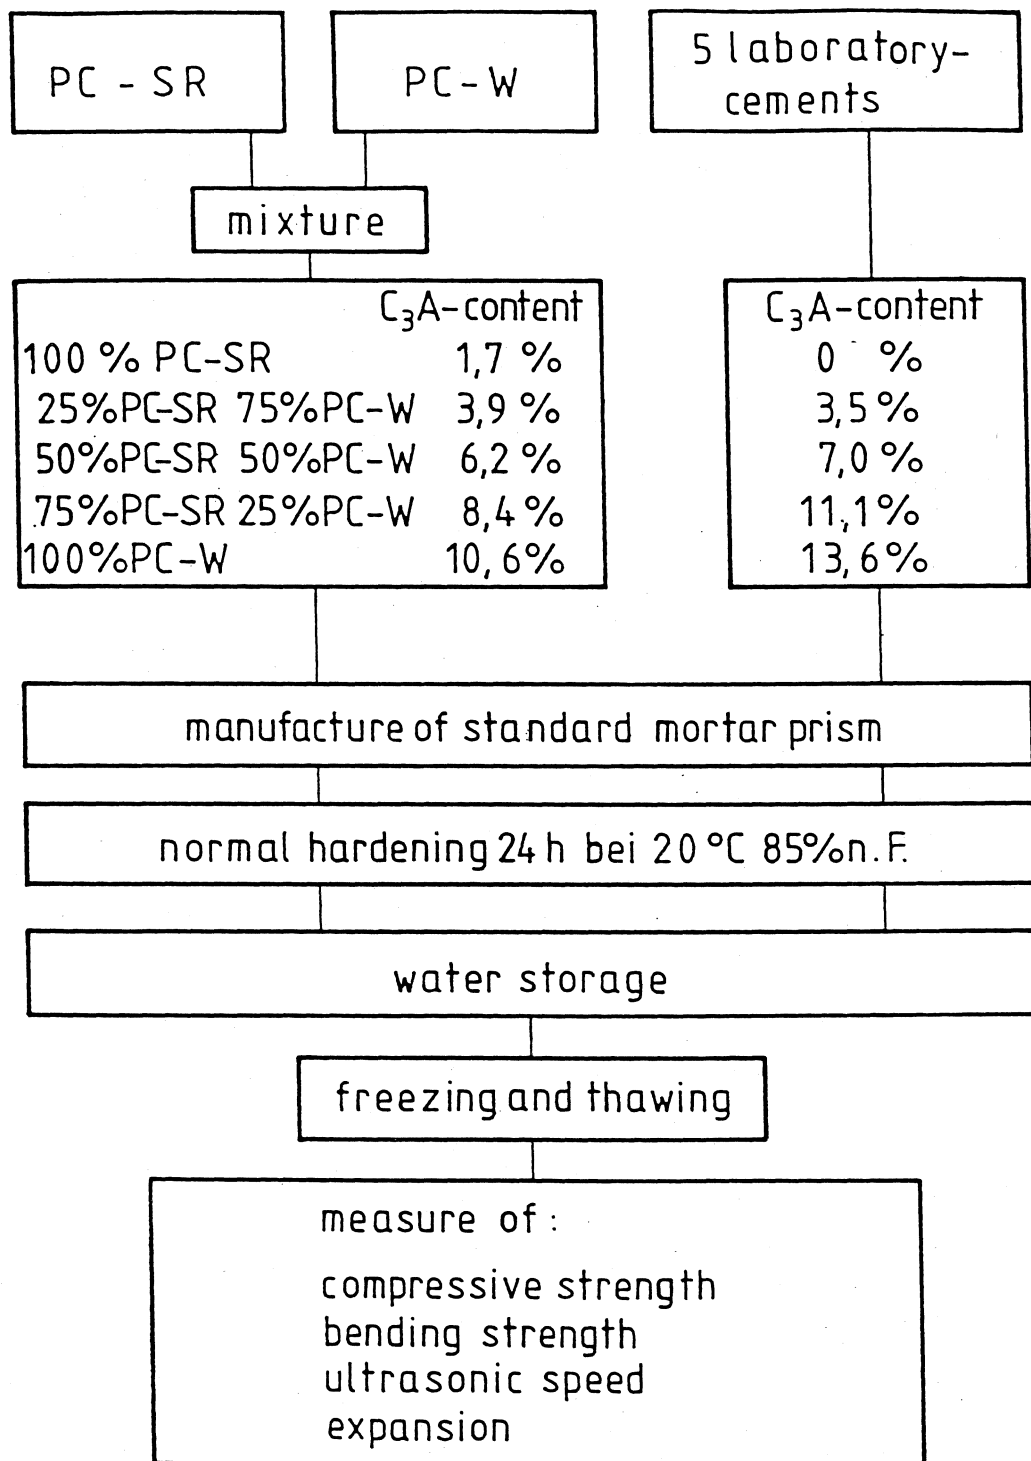 PC - SR
PC-W
5 laboratory-
cements
mixture
C₃A-content
100 % PC-SR 1,7 %
25%PC-SR 75%PC-W 3,9 %
50%PC-SR 50%PC-W 6,2 %
75%PC-SR 25%PC-W 8,4 %
100%PC-W 10,6%
C₃A-content
0 %
3,5 %
7,0 %
11,1%
13,6%
manufacture of standard mortar prism
normal hardening 24 h bei 20 °C 85% n.F.
water storage
freezing and thawing
measure of :
compressive strength
bending strength
ultrasonic speed
expansion